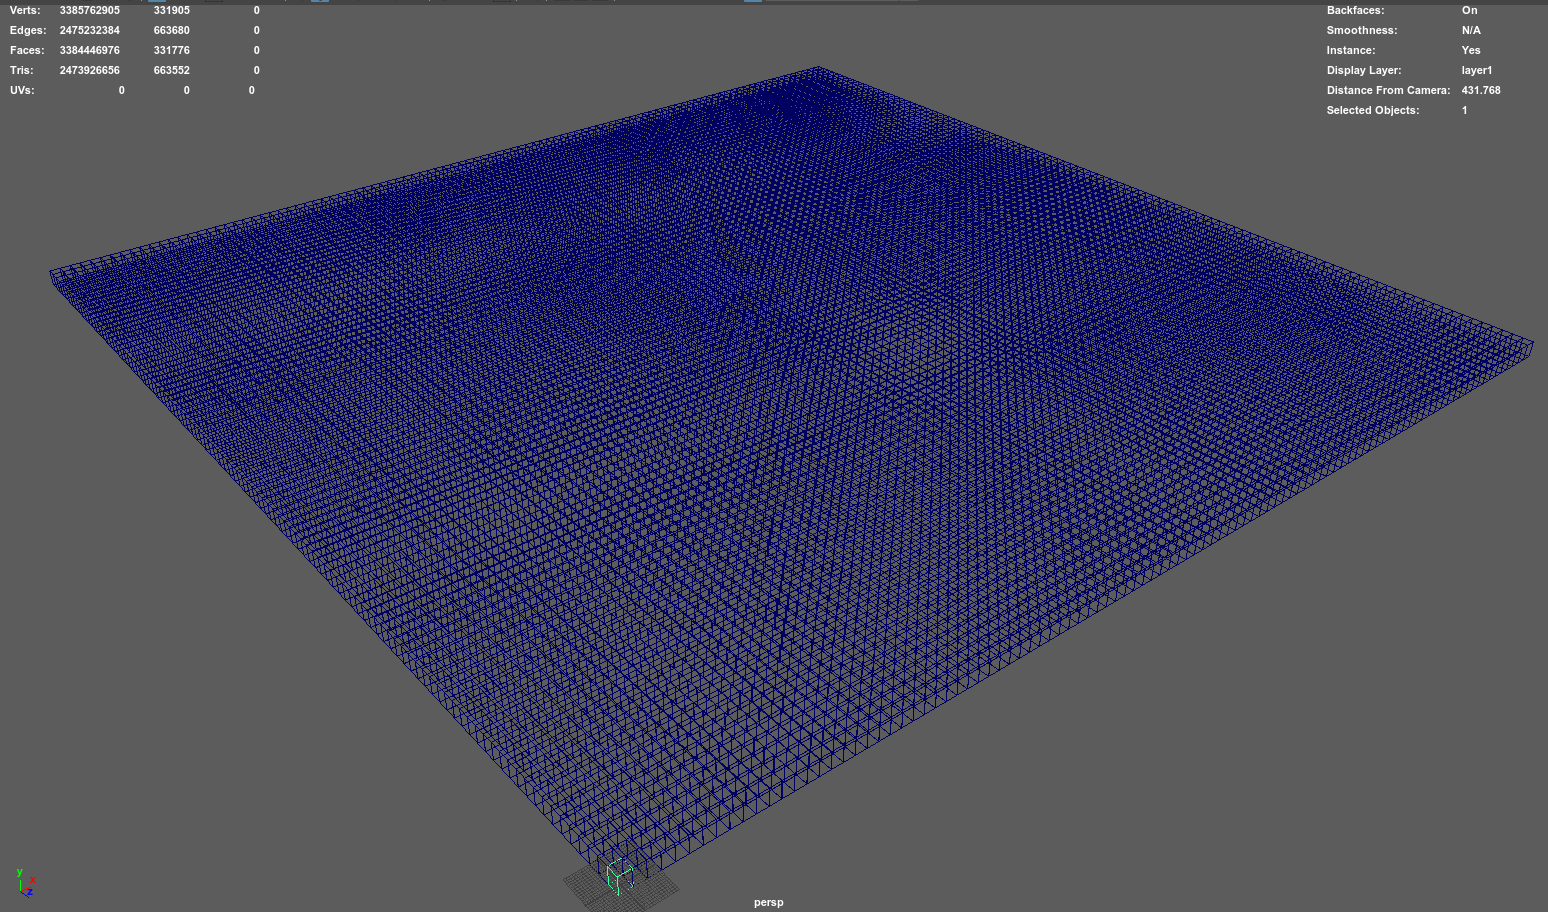 Verts: 3385762905 331905 0
Edges: 2475232384 663680 0
Faces: 3384446976 331776 0
Tris: 2473926656 663552 0
UVs: 0 0 0
Backfaces: On
Smoothness: N/A
Instance: Yes
Display Layer: layer1
Distance From Camera: 431.768
Selected Objects: 1
y
x
z
persp